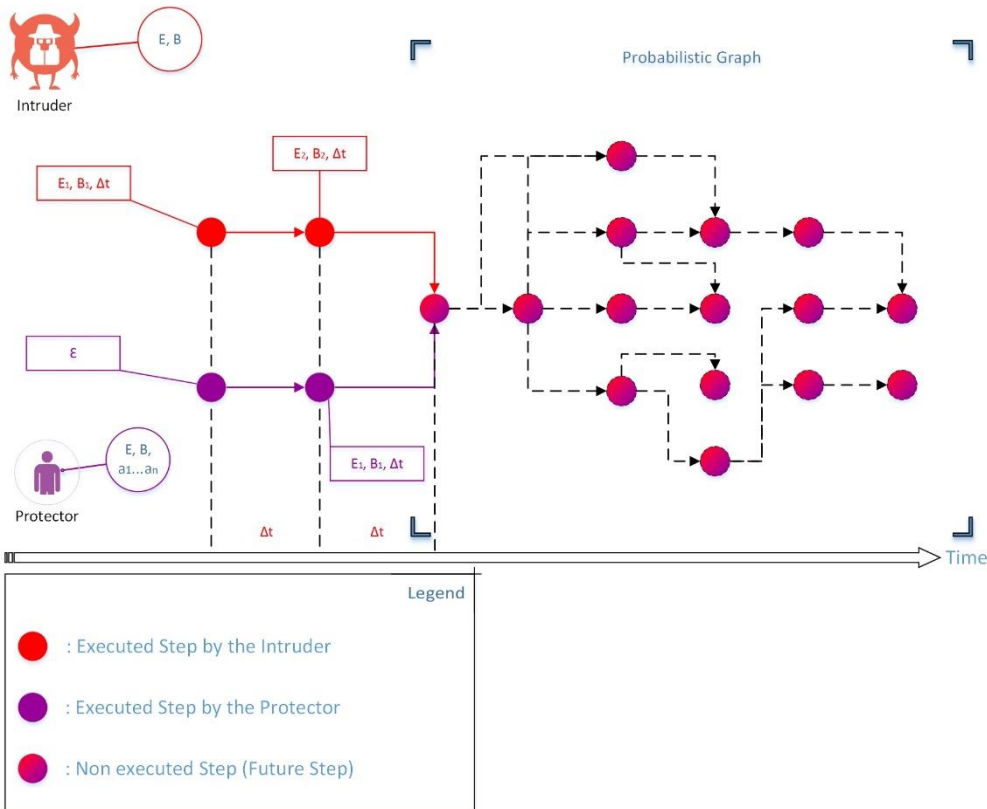 E, B
Probabilistic Graph
Intruder
E₂, B₂, Δt
E₁, B₁, Δt
Ɛ
E, B,
a₁...aₙ
E₁, B₁, Δt
Protector
Δt
Δt
Time
Legend
: Executed Step by the Intruder
: Executed Step by the Protector
: Non executed Step (Future Step)